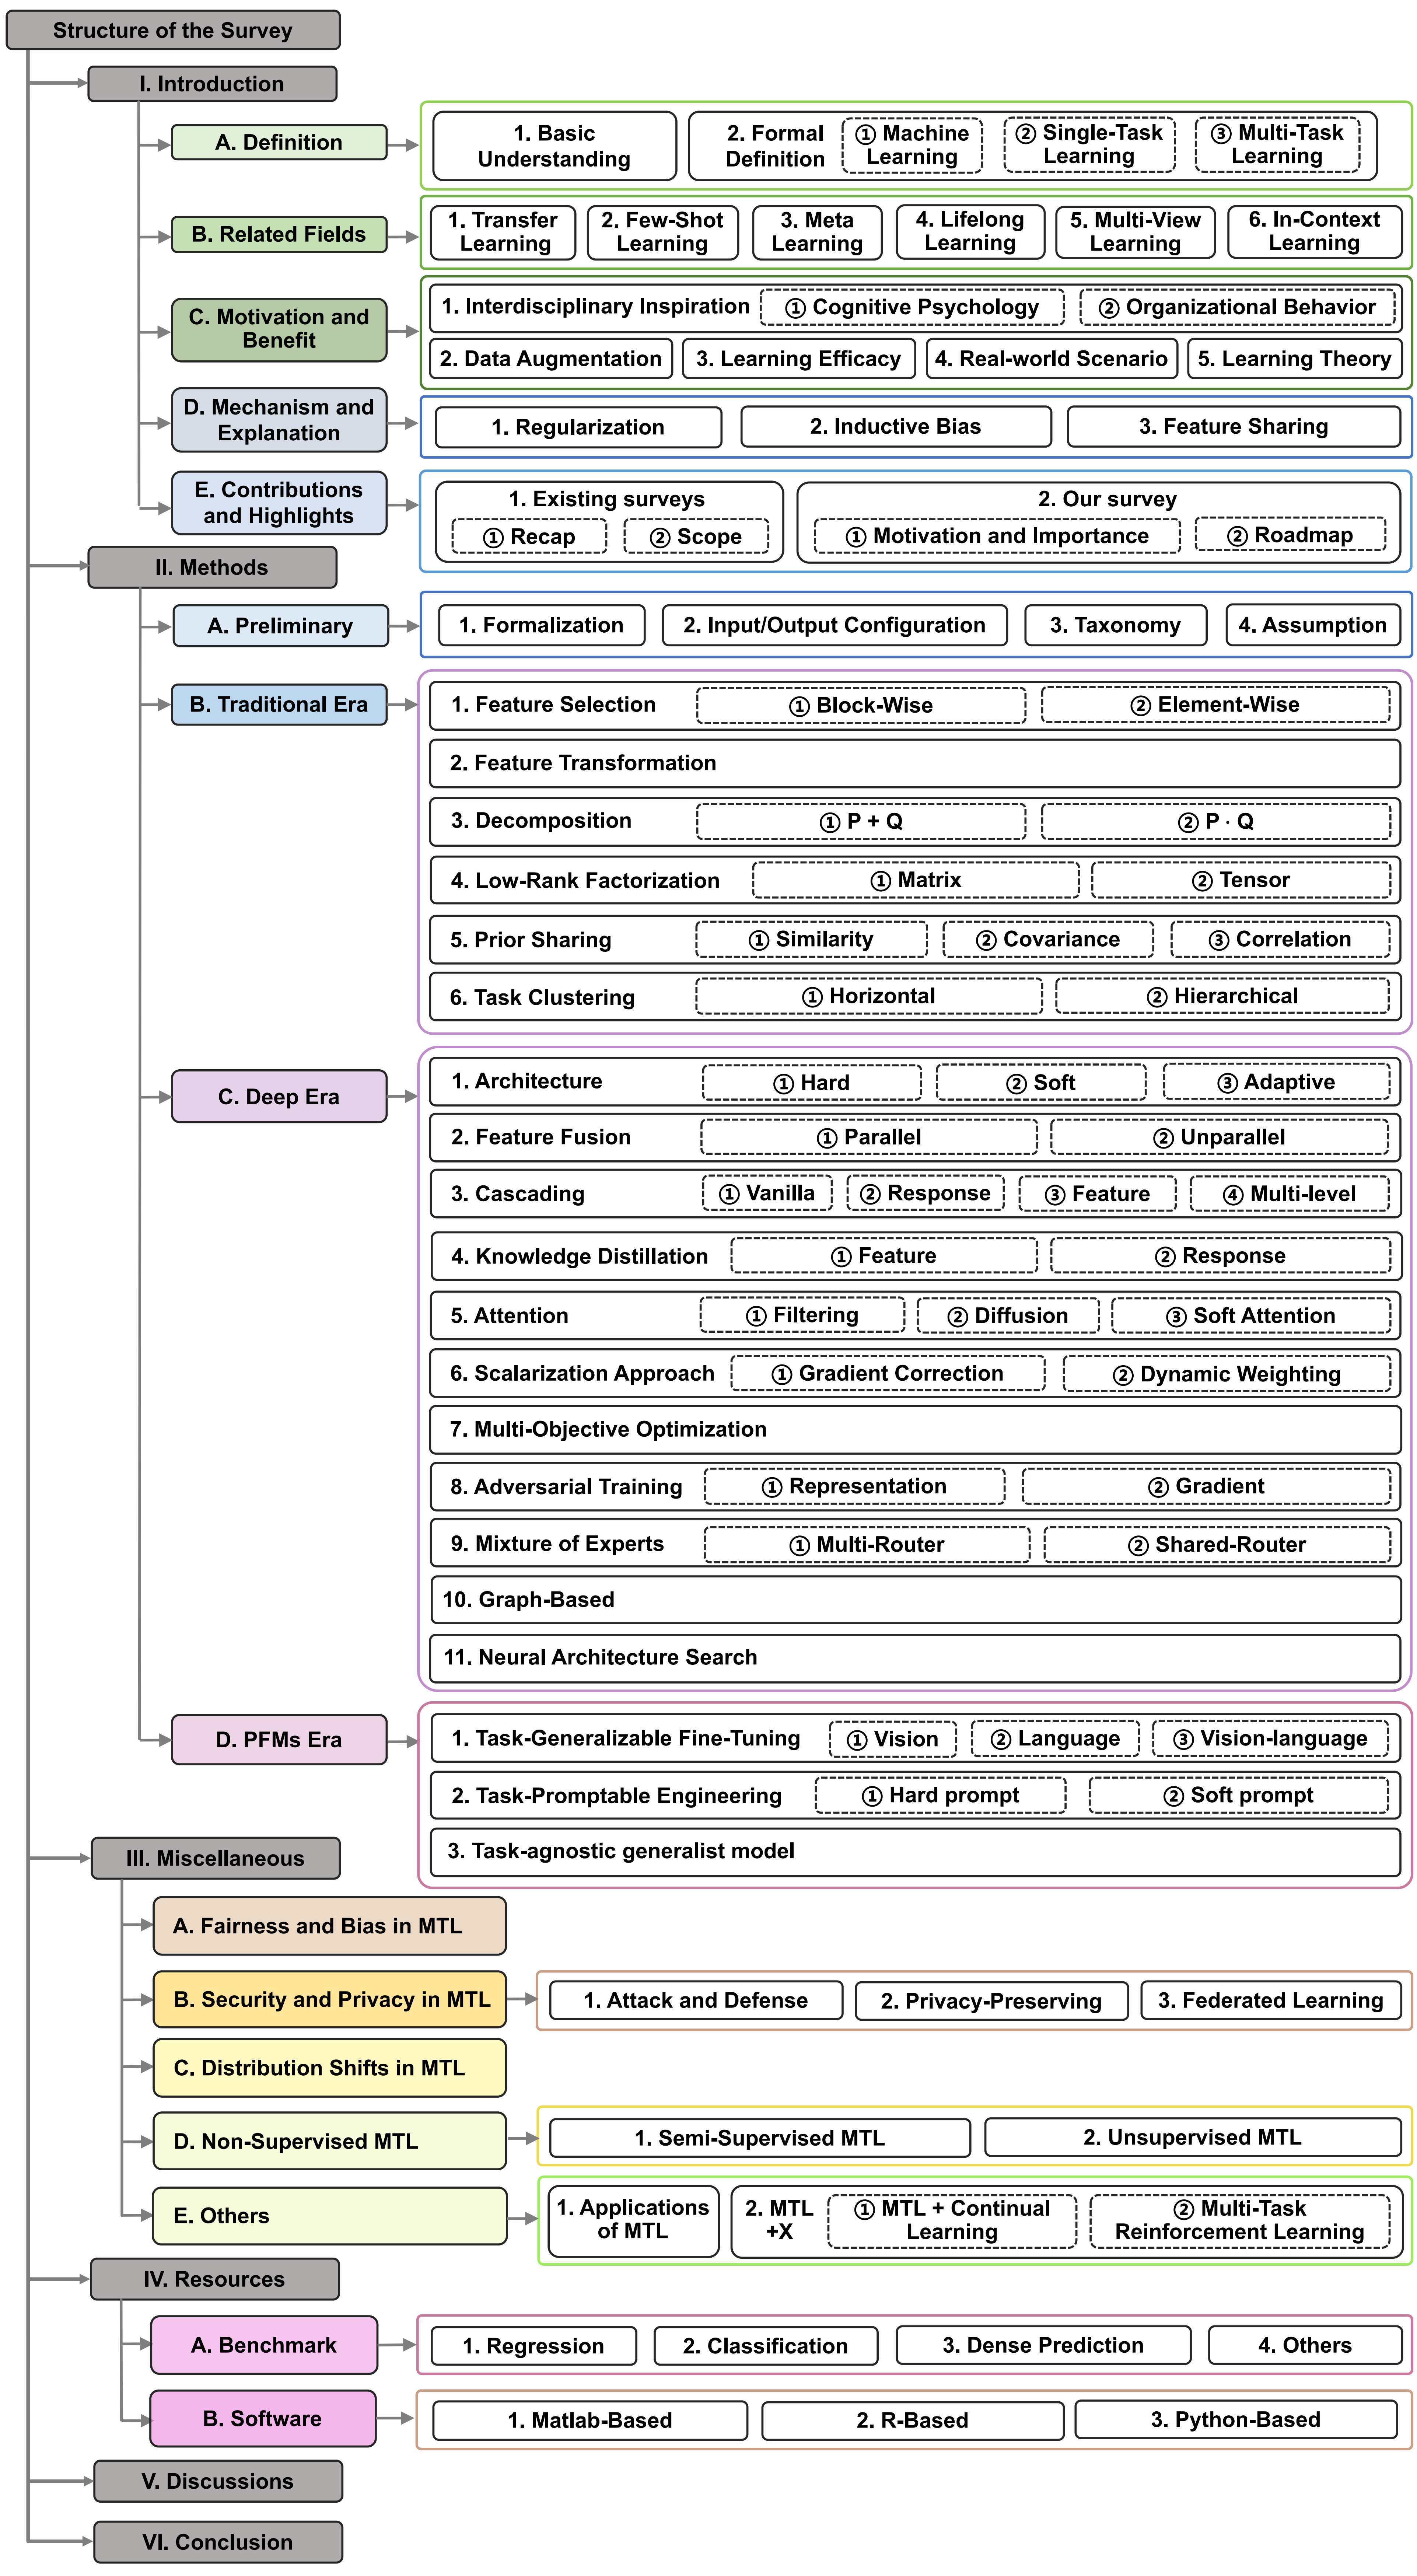 Structure of the Survey
I. Introduction
A. Definition
1. Basic
Understanding
2. Formal
Definition
① Machine
Learning
② Single-Task
Learning
③ Multi-Task
Learning
B. Related Fields
1. Transfer
Learning
2. Few-Shot
Learning
3. Meta
Learning
4. Lifelong
Learning
5. Multi-View
Learning
6. In-Context
Learning
C. Motivation and
Benefit
1. Interdisciplinary Inspiration
① Cognitive Psychology
② Organizational Behavior
2. Data Augmentation
3. Learning Efficacy
4. Real-world Scenario
5. Learning Theory
D. Mechanism and
Explanation
1. Regularization
2. Inductive Bias
3. Feature Sharing
E. Contributions
and Highlights
1. Existing surveys
① Recap
② Scope
2. Our survey
① Motivation and Importance
② Roadmap
II. Methods
A. Preliminary
1. Formalization
2. Input/Output Configuration
3. Taxonomy
4. Assumption
B. Traditional Era
1. Feature Selection
① Block-Wise
② Element-Wise
2. Feature Transformation
3. Decomposition
① P + Q
② P · Q
4. Low-Rank Factorization
① Matrix
② Tensor
5. Prior Sharing
① Similarity
② Covariance
③ Correlation
6. Task Clustering
① Horizontal
② Hierarchical
C. Deep Era
1. Architecture
① Hard
② Soft
③ Adaptive
2. Feature Fusion
① Parallel
② Unparallel
3. Cascading
① Vanilla
② Response
③ Feature
④ Multi-level
4. Knowledge Distillation
① Feature
② Response
5. Attention
① Filtering
② Diffusion
③ Soft Attention
6. Scalarization Approach
① Gradient Correction
② Dynamic Weighting
7. Multi-Objective Optimization
8. Adversarial Training
① Representation
② Gradient
9. Mixture of Experts
① Multi-Router
② Shared-Router
10. Graph-Based
11. Neural Architecture Search
D. PFMs Era
1. Task-Generalizable Fine-Tuning
① Vision
② Language
③ Vision-language
2. Task-Promptable Engineering
① Hard prompt
② Soft prompt
3. Task-agnostic generalist model
III. Miscellaneous
A. Fairness and Bias in MTL
B. Security and Privacy in MTL
1. Attack and Defense
2. Privacy-Preserving
3. Federated Learning
C. Distribution Shifts in MTL
D. Non-Supervised MTL
1. Semi-Supervised MTL
2. Unsupervised MTL
E. Others
1. Applications
of MTL
2. MTL
+X
① MTL + Continual
Learning
② Multi-Task
Reinforcement Learning
IV. Resources
A. Benchmark
1. Regression
2. Classification
3. Dense Prediction
4. Others
B. Software
1. Matlab-Based
2. R-Based
3. Python-Based
V. Discussions
VI. Conclusion